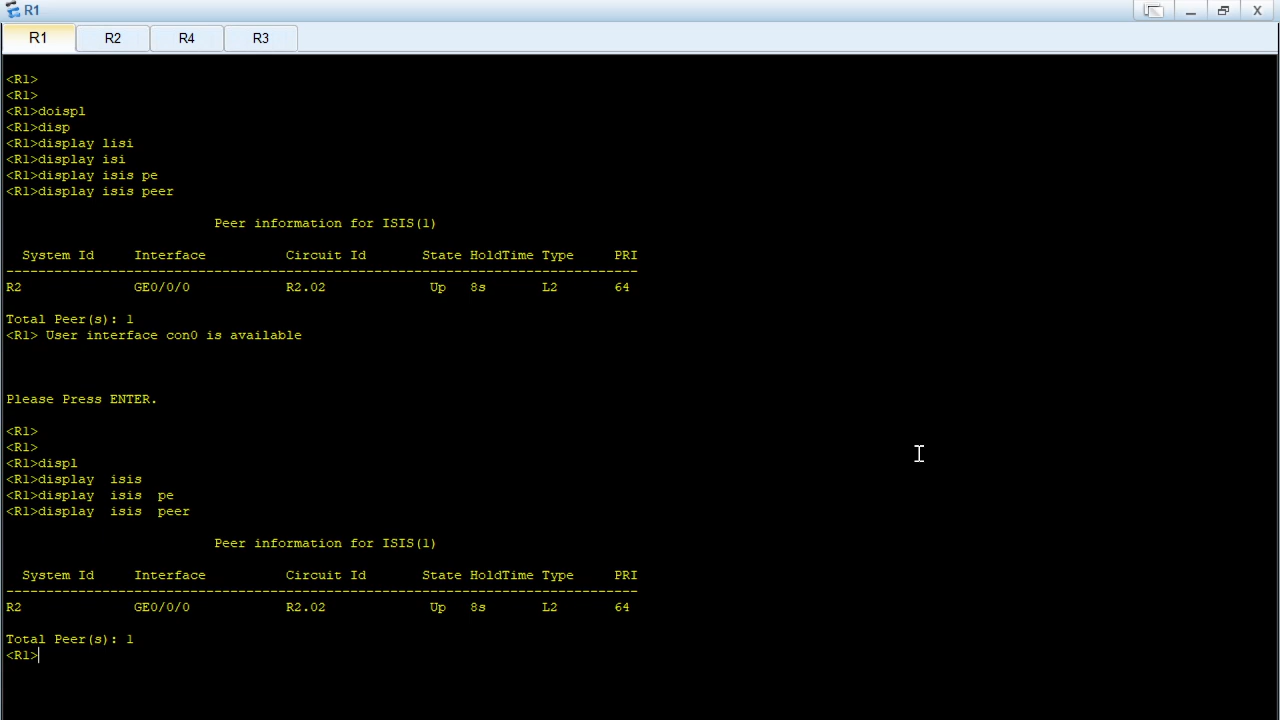 R1
R1 R2 R4 R3
<R1>
<R1>
<R1>doispl
<R1>disp
<R1>display lisi
<R1>display isi
<R1>display isis pe
<R1>display isis peer
Peer information for ISIS(1)
System Id Interface Circuit Id State HoldTime Type PRI
--------------------------------------------------------------------------------
R2 GE0/0/0 R2.02 Up 8s L2 64
Total Peer(s): 1
<R1> User interface con0 is available
Please Press ENTER.
<R1>
<R1>
<R1>displ
<R1>display  isis
<R1>display  isis  pe
<R1>display  isis  peer
Peer information for ISIS(1)
System Id Interface Circuit Id State HoldTime Type PRI
--------------------------------------------------------------------------------
R2 GE0/0/0 R2.02 Up 8s L2 64
Total Peer(s): 1
<R1>